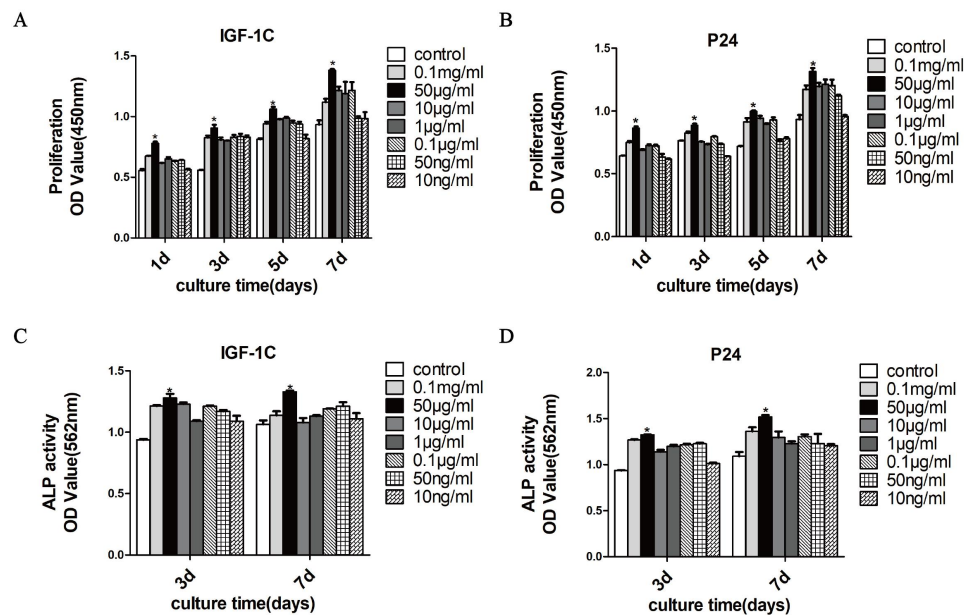 A
IGF-1C
Proliferation
OD Value(450nm)
1.5
1.0
0.5
0.0
*
*
*
*
1d
3d
5d
7d
culture time(days)
control
0.1mg/ml
50μg/ml
10μg/ml
1μg/ml
0.1μg/ml
50ng/ml
10ng/ml
B
P24
Proliferation
OD Value(450nm)
1.5
1.0
0.5
0.0
*
*
*
*
1d
3d
5d
7d
culture time(days)
control
0.1mg/ml
50μg/ml
10μg/ml
1μg/ml
0.1μg/ml
50ng/ml
10ng/ml
C
IGF-1C
ALP activity
OD Value(562nm)
1.5
1.0
0.5
0.0
*
*
3d
7d
culture time(days)
control
0.1mg/ml
50μg/ml
10μg/ml
1μg/ml
0.1μg/ml
50ng/ml
10ng/ml
D
P24
ALP activity
OD Value(562nm)
2.0
1.5
1.0
0.5
0.0
*
*
3d
7d
culture time(days)
control
0.1mg/ml
50μg/ml
10μg/ml
1μg/ml
0.1μg/ml
50ng/ml
10ng/ml